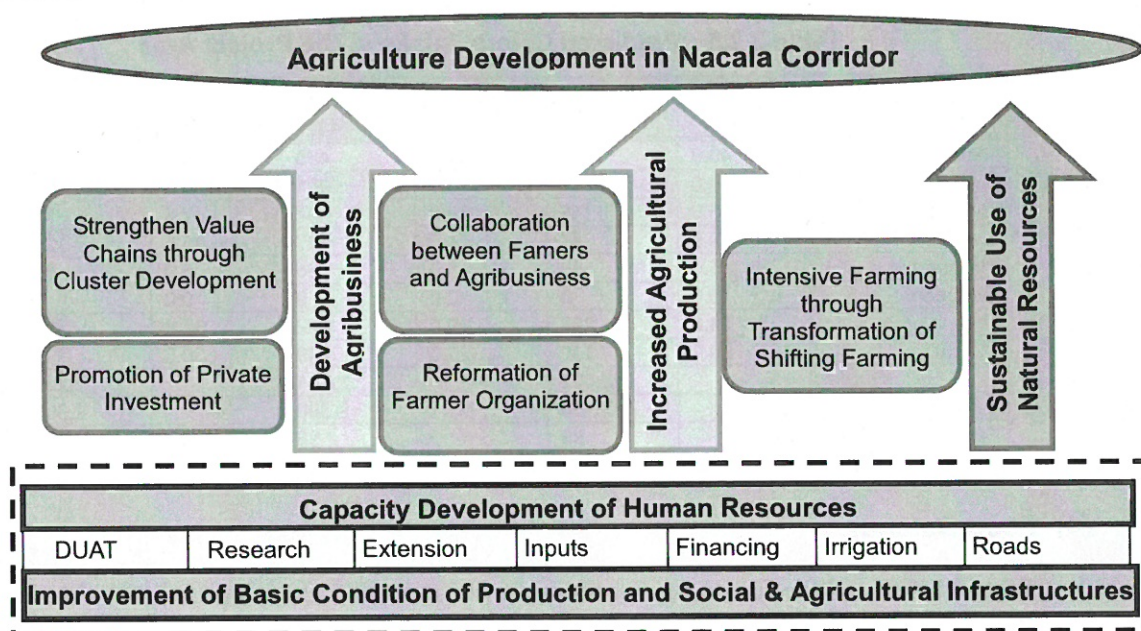 Agriculture Development in Nacala Corridor
Strengthen Value
Chains through
Cluster Development
Promotion of Private
Investment
Development of
Agribusiness
Collaboration
between Famers
and Agribusiness
Reformation of
Farmer Organization
Increased Agricultural
Production
Intensive Farming
through
Transformation of
Shifting Farming
Sustainable Use of
Natural Resources
Capacity Development of Human Resources
DUAT Research Extension Inputs Financing Irrigation Roads
Improvement of Basic Condition of Production and Social & Agricultural Infrastructures